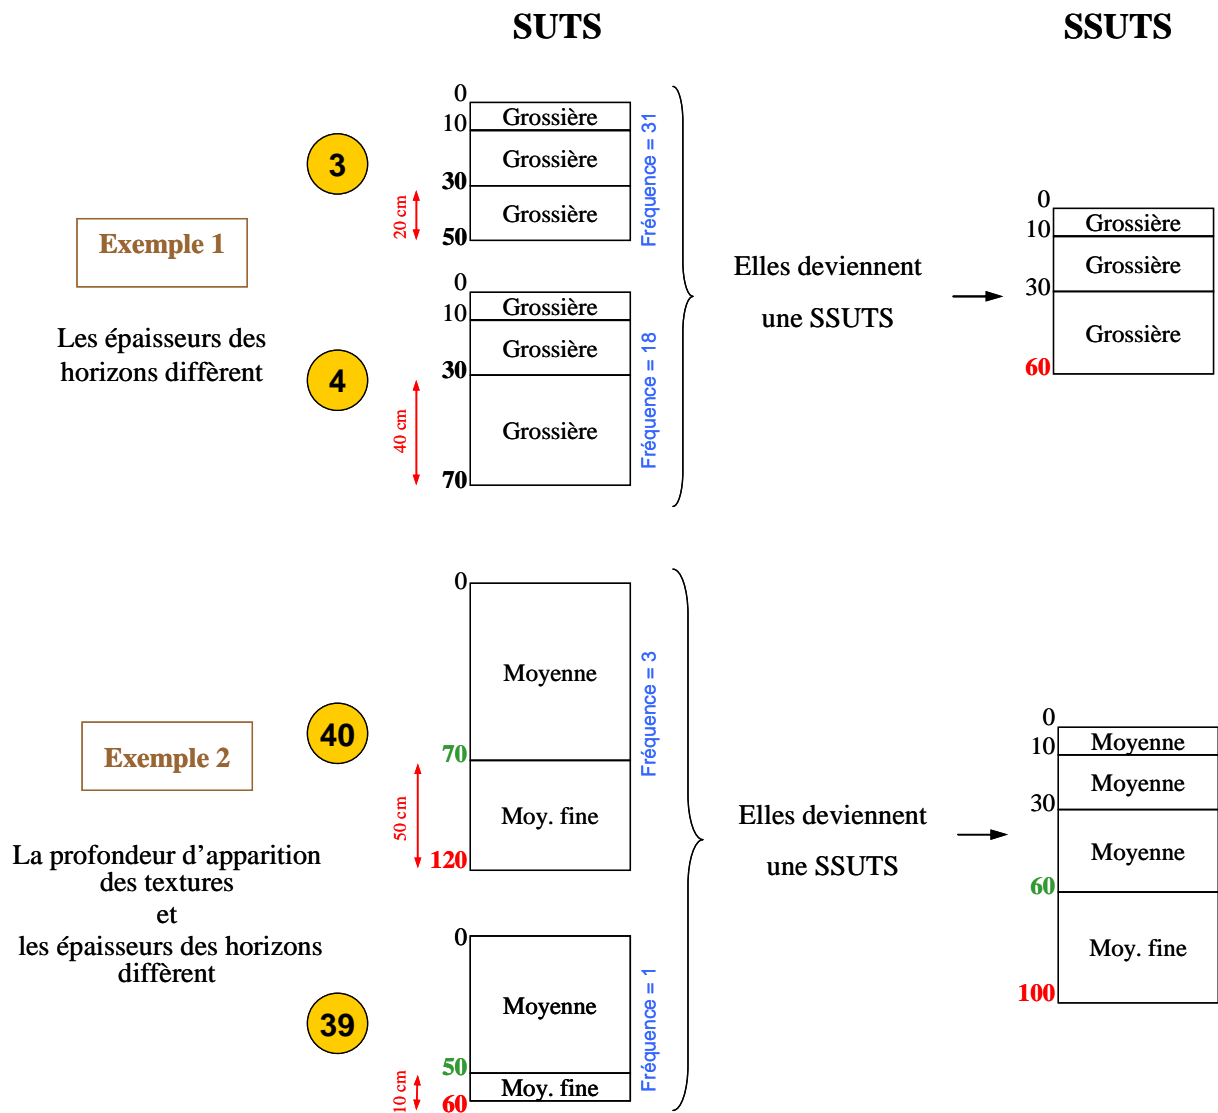 SUTS
SSUTS
Exemple 1
Les épaisseurs des
horizons diffèrent
3
0
10
30
50
Grossière
Grossière
Grossière
20 cm
Fréquence = 31
4
0
10
30
70
Grossière
Grossière
Grossière
40 cm
Fréquence = 18
Elles deviennent
une SSUTS
0
10
30
60
Grossière
Grossière
Grossière
Exemple 2
La profondeur d’apparition
des textures
et
les épaisseurs des horizons
diffèrent
40
0
70
120
Moyenne
Moy. fine
50 cm
Fréquence = 3
39
0
50
60
Moyenne
Moy. fine
10 cm
Fréquence = 1
Elles deviennent
une SSUTS
0
10
30
60
100
Moyenne
Moyenne
Moyenne
Moy. fine